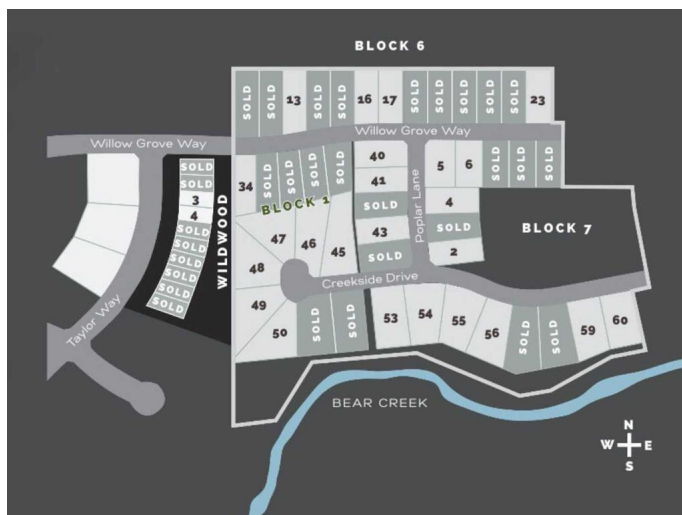 BLOCK 6
SOLD
SOLD
13
SOLD
SOLD
16
17
SOLD
SOLD
SOLD
SOLD
SOLD
23
Willow Grove Way
Willow Grove Way
SOLD
SOLD
3
4
SOLD
SOLD
SOLD
SOLD
SOLD
SOLD
WILDWOOD
Taylor Way
34
SOLD
SOLD
SOLD
SOLD
BLOCK 1
47
46
45
48
49
50
SOLD
SOLD
40
41
SOLD
43
SOLD
Poplar Lane
5
6
SOLD
SOLD
SOLD
4
SOLD
2
BLOCK 7
Creekside Drive
53
54
55
56
SOLD
SOLD
59
60
BEAR CREEK
N
W
E
S